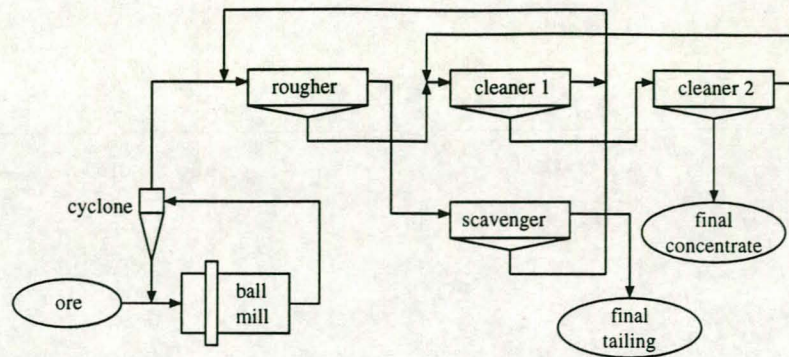 rougher
cleaner 1
cleaner 2
cyclone
scavenger
final
concentrate
ore
ball
mill
final
tailing